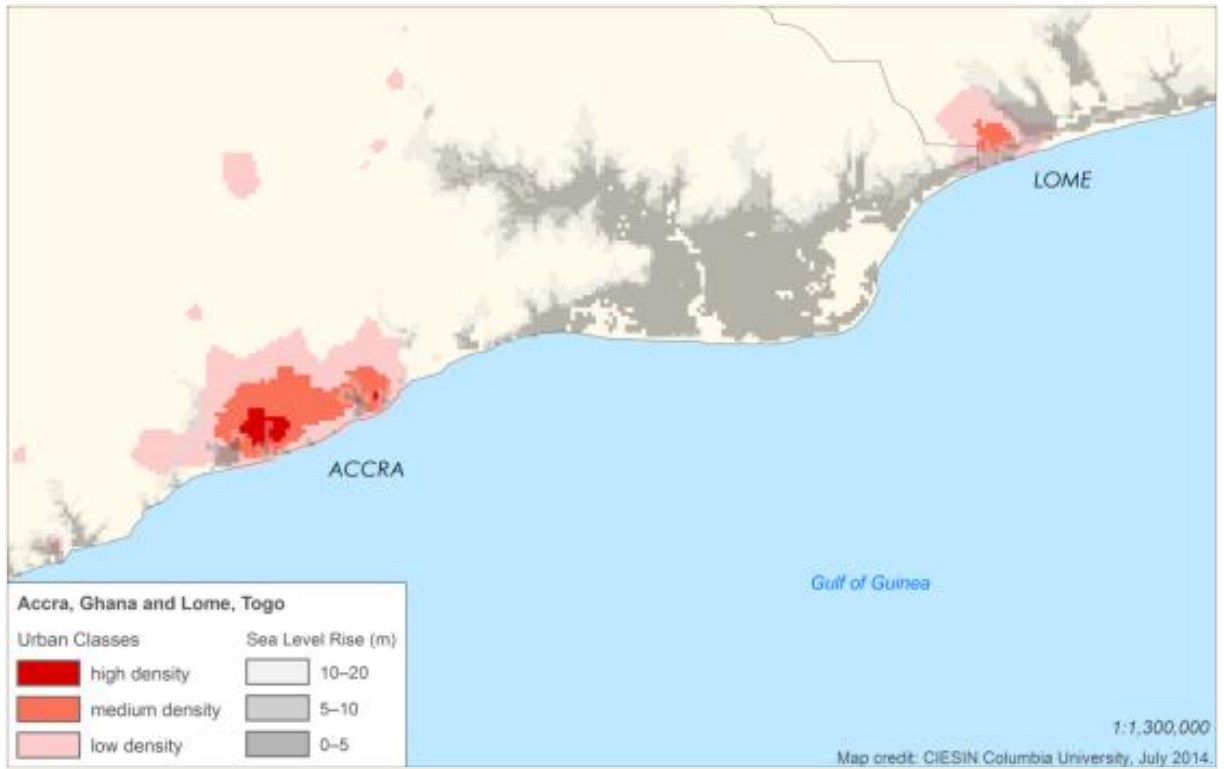 LOME
ACCRA
Gulf of Guinea
Accra, Ghana and Lome, Togo
Urban Classes
high density
medium density
low density
Sea Level Rise (m)
10–20
5–10
0–5
1:1,300,000
Map credit: CIESIN Columbia University, July 2014.